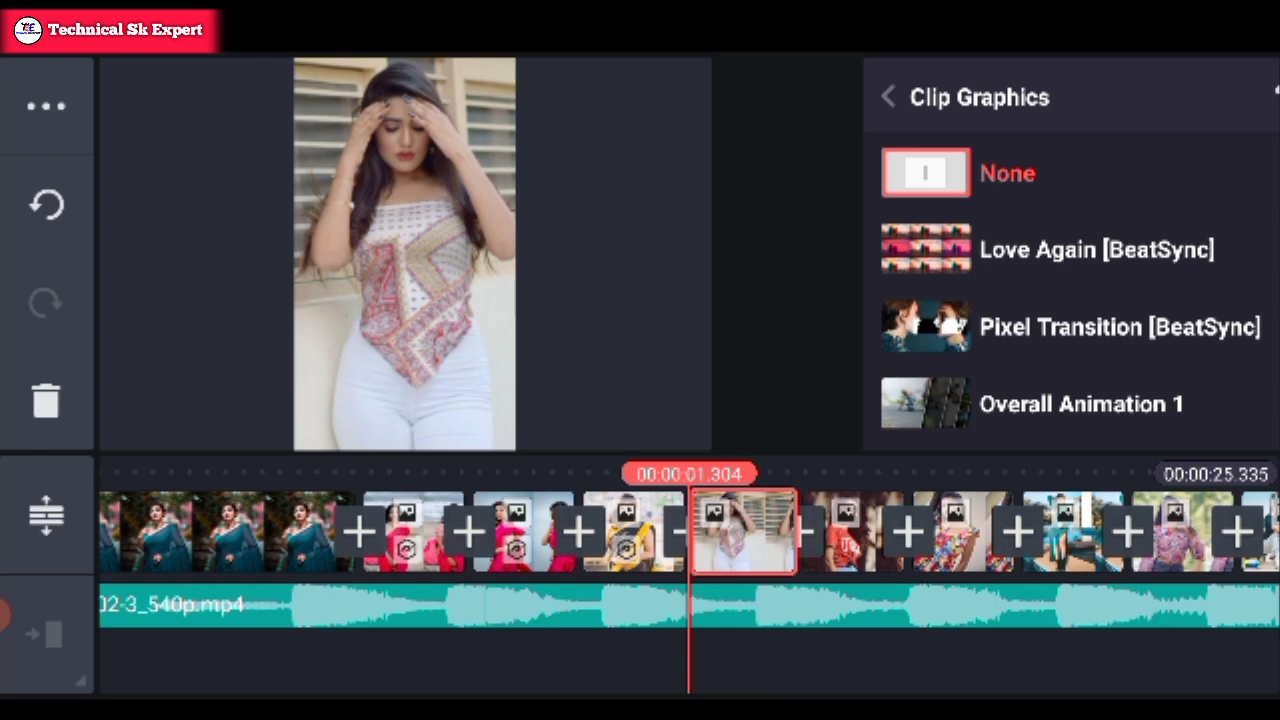 Technical Sk Expert
Clip Graphics
None
Love Again [BeatSync]
Pixel Transition [BeatSync]
Overall Animation 1
00:00:01.304
00:00:25.335
02-3_540p.mp4